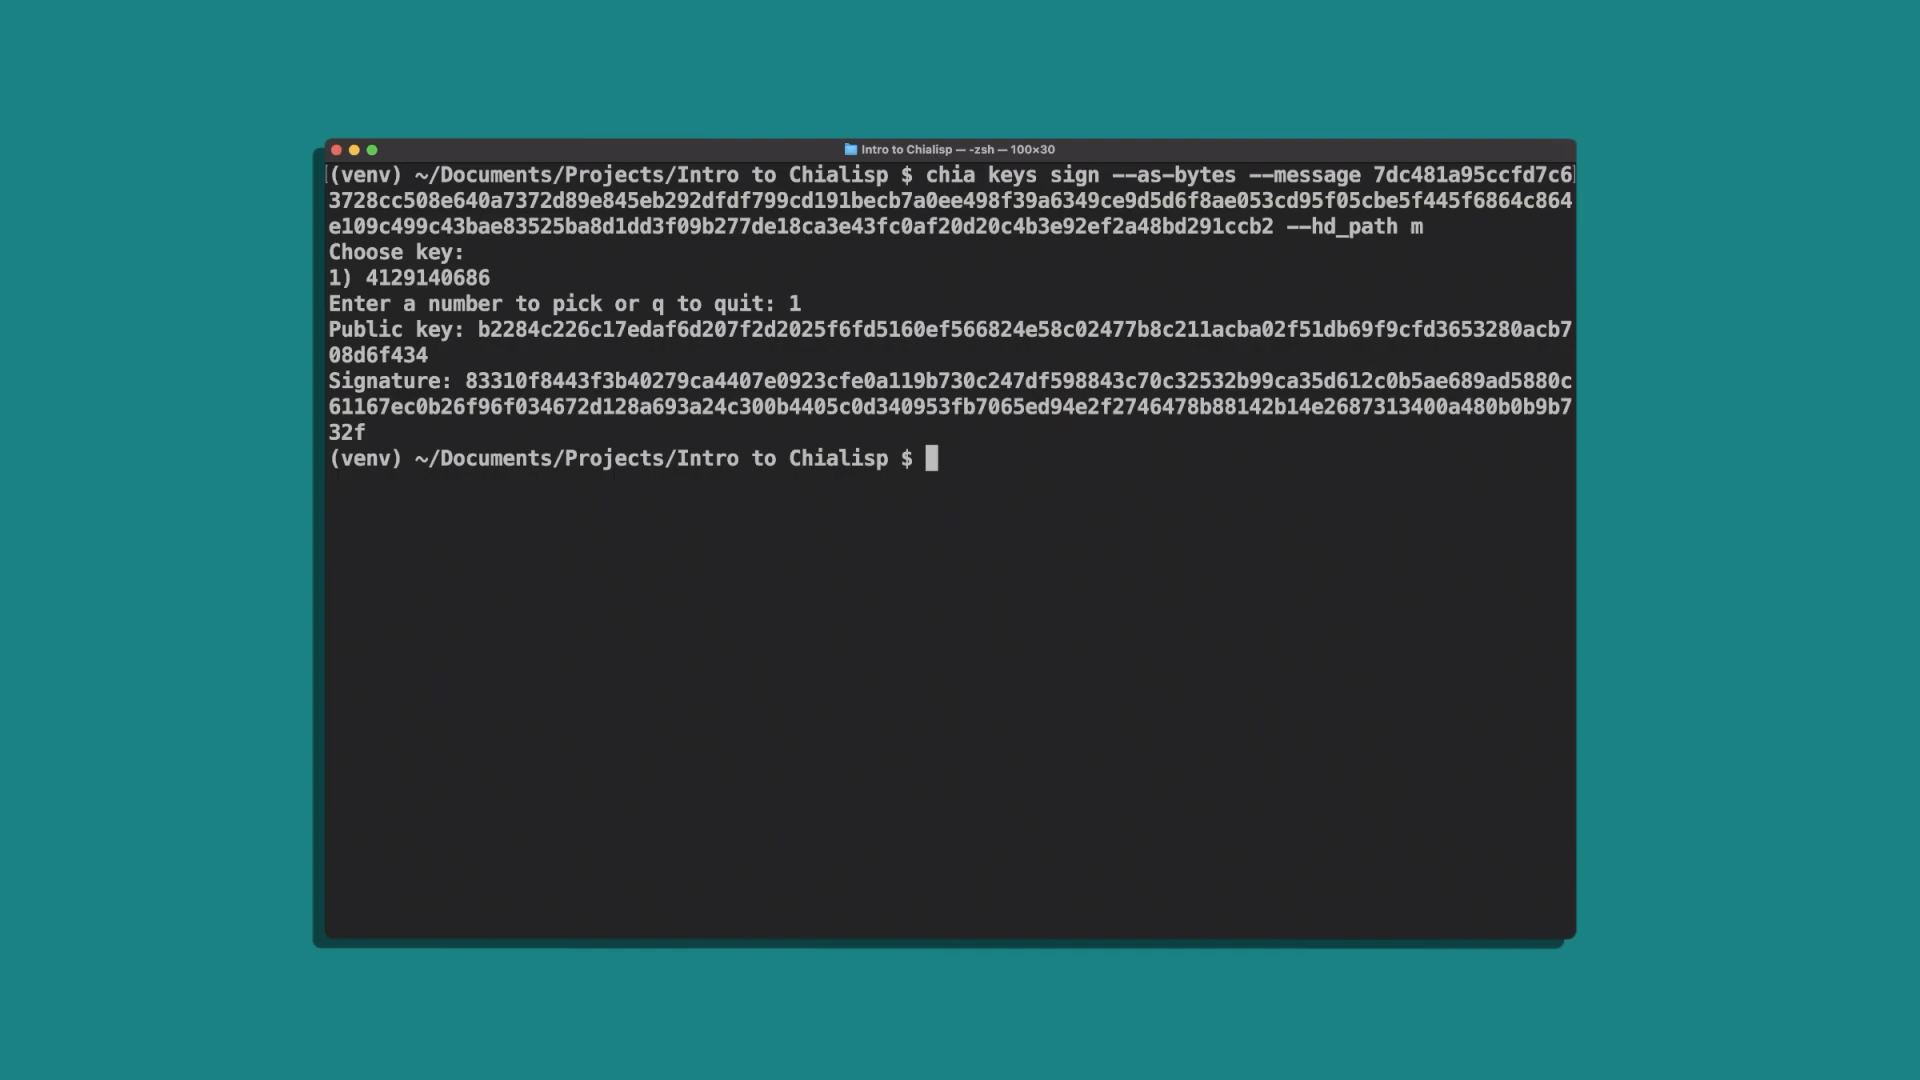 Intro to Chialisp — -zsh — 100×30
(venv) ~/Documents/Projects/Intro to Chialisp $ chia keys sign --as-bytes --message 7dc481a95ccfd7c6
3728cc508e640a7372d89e845eb292dfdf799cd191becb7a0ee498f39a6349ce9d5d6f8ae053cd95f05cbe5f445f6864c864
e109c499c43bae83525ba8d1dd3f09b277de18ca3e43fc0af20d20c4b3e92ef2a48bd291ccb2 --hd_path m
Choose key:
1) 4129140686
Enter a number to pick or q to quit: 1
Public key: b2284c226c17edaf6d207f2d2025f6fd5160ef566824e58c02477b8c211acba02f51db69f9cfd3653280acb7
08d6f434
Signature: 83310f8443f3b40279ca4407e0923cfe0a119b730c247df598843c70c32532b99ca35d612c0b5ae689ad5880c
61167ec0b26f96f034672d128a693a24c300b4405c0d340953fb7065ed94e2f2746478b88142b14e2687313400a480b0b9b7
32f
(venv) ~/Documents/Projects/Intro to Chialisp $